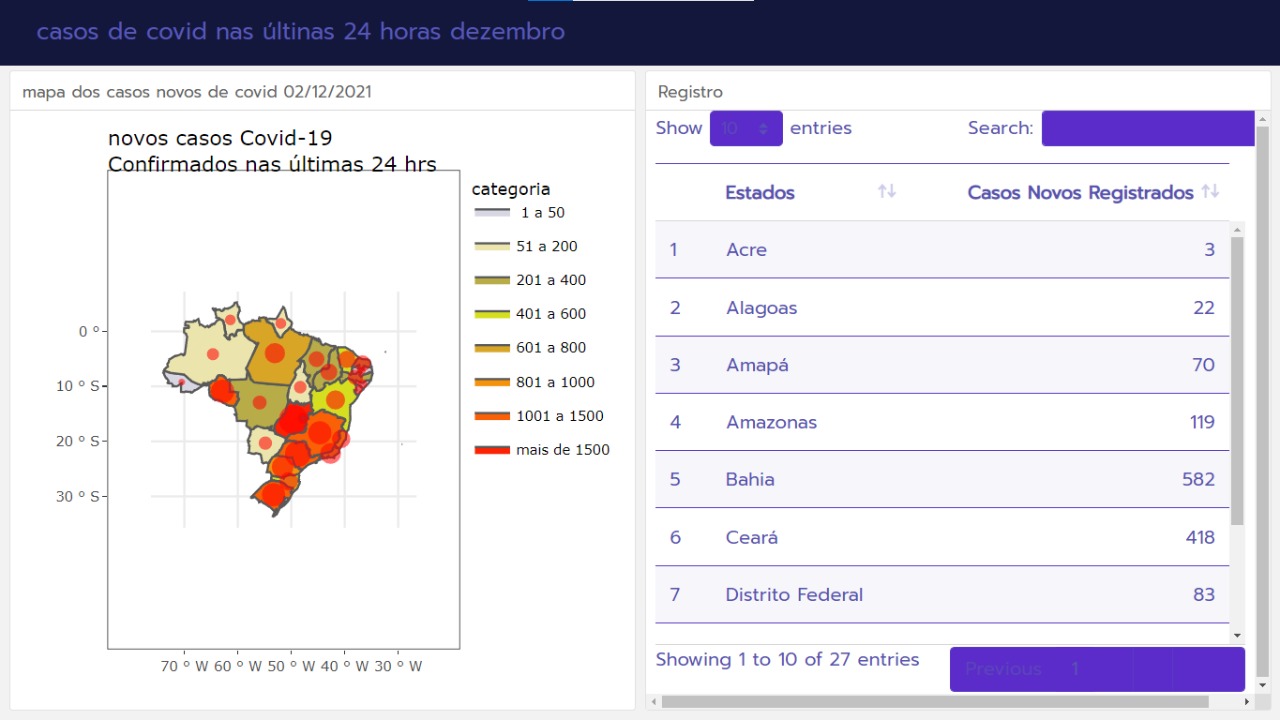 casos de covid nas últinas 24 horas dezembro
mapa dos casos novos de covid 02/12/2021
novos casos Covid-19
Confirmados nas últimas 24 hrs
categoria
1 a 50
51 a 200
201 a 400
401 a 600
601 a 800
801 a 1000
1001 a 1500
mais de 1500
0 º
10 º S
20 º S
30 º S
70 º W 60 º W 50 º W 40 º W 30 º W
Registro
Show 10 entries
Search:
Estados Casos Novos Registrados
1 Acre 3
2 Alagoas 22
3 Amapá 70
4 Amazonas 119
5 Bahia 582
6 Ceará 418
7 Distrito Federal 83
Showing 1 to 10 of 27 entries
Previous 1